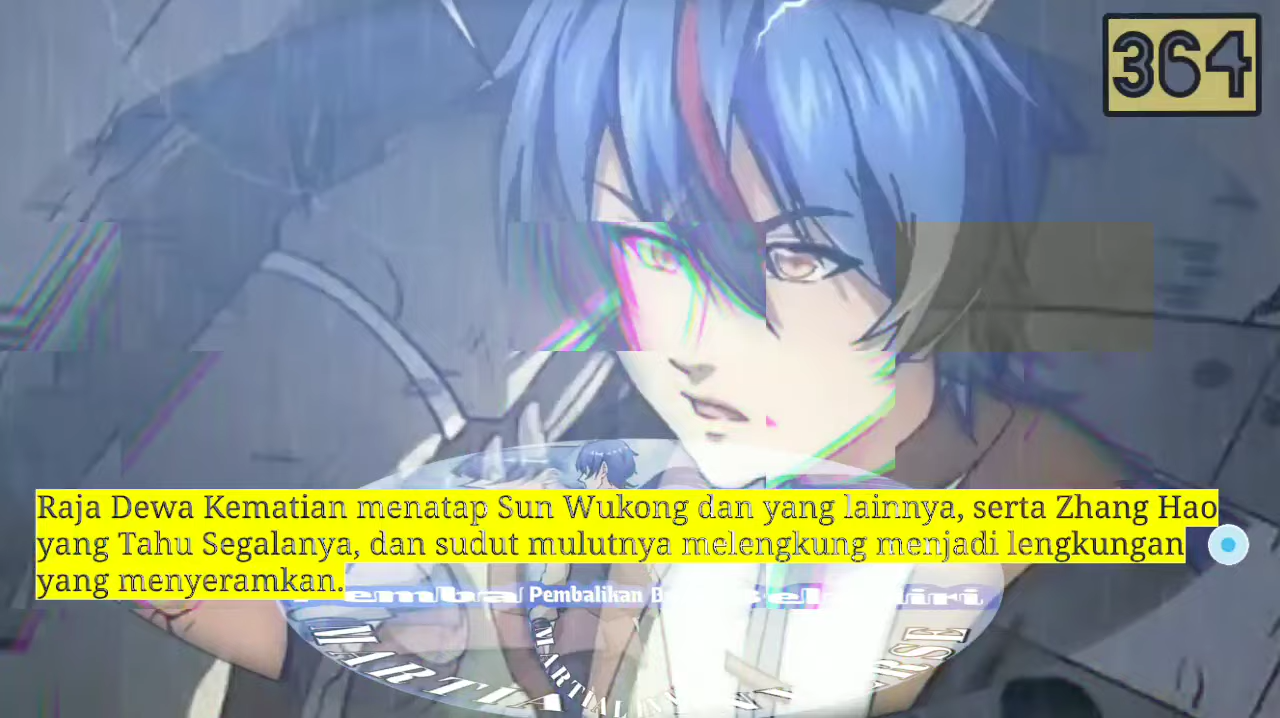 364
Raja Dewa Kematian menatap Sun Wukong dan yang lainnya, serta Zhang Hao
yang Tahu Segalanya, dan sudut mulutnya melengkung menjadi lengkungan
yang menyeramkan.
Pembalikan
MARTIAL